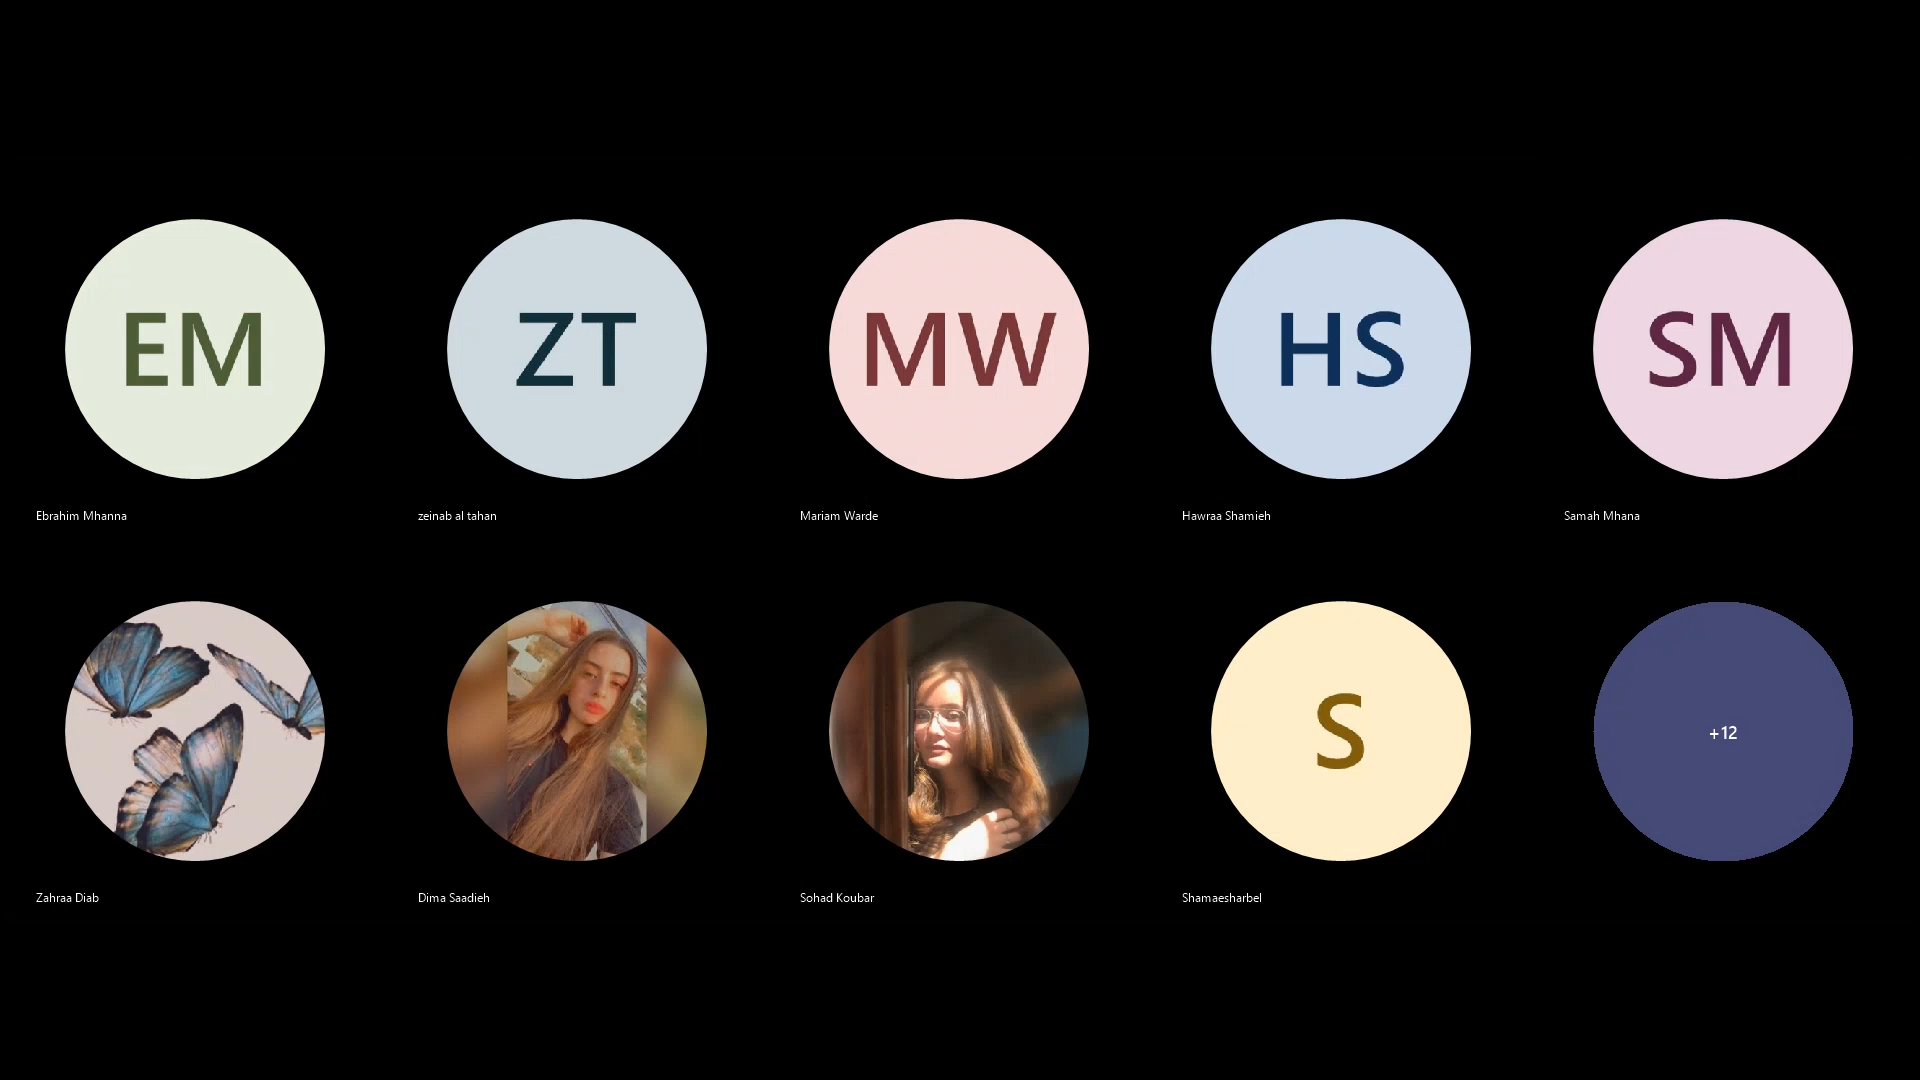 EM
ZT
MW
HS
SM
Ebrahim Mhanna
zeinab al tahan
Mariam Warde
Hawraa Shamieh
Samah Mhana
S
+12
Zahraa Diab
Dima Saadieh
Sohad Koubar
Shamaesharbel